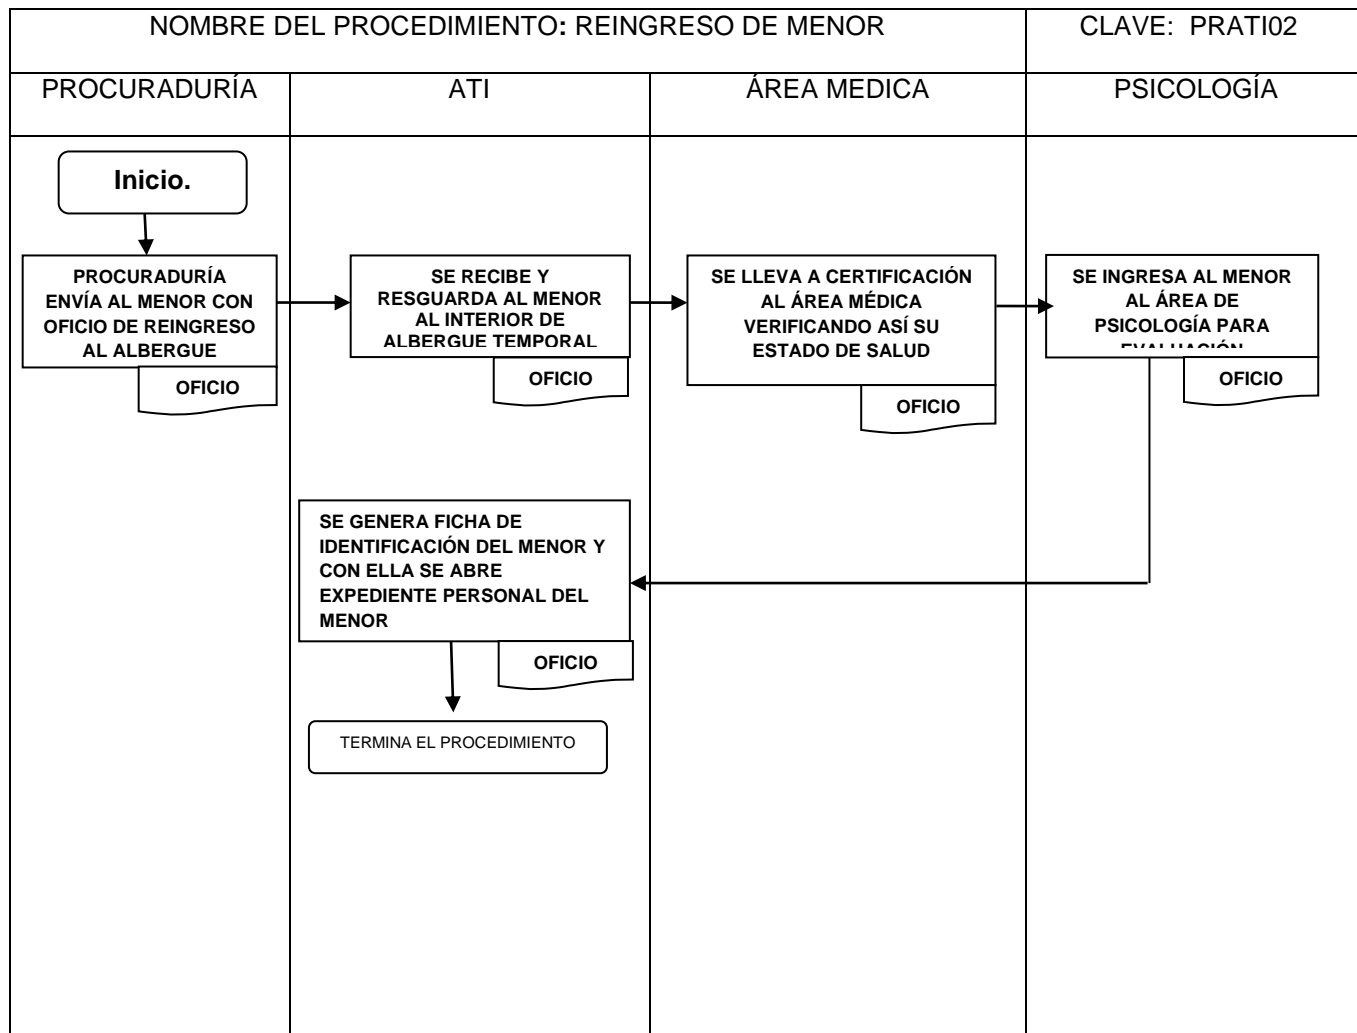 NOMBRE DEL PROCEDIMIENTO: REINGRESO DE MENOR
CLAVE: PRATI02
PROCURADURÍA
ATI
ÁREA MEDICA
PSICOLOGÍA
Inicio.
PROCURADURÍA
ENVÍA AL MENOR CON
OFICIO DE REINGRESO
AL ALBERGUE
OFICIO
SE RECIBE Y
RESGUARDA AL MENOR
AL INTERIOR DE
ALBERGUE TEMPORAL
OFICIO
SE LLEVA A CERTIFICACIÓN
AL ÁREA MÉDICA
VERIFICANDO ASÍ SU
ESTADO DE SALUD
OFICIO
SE INGRESA AL MENOR
AL ÁREA DE
PSICOLOGÍA PARA
EVALUACIÓN
OFICIO
SE GENERA FICHA DE
IDENTIFICACIÓN DEL MENOR Y
CON ELLA SE ABRE
EXPEDIENTE PERSONAL DEL
MENOR
OFICIO
TERMINA EL PROCEDIMIENTO